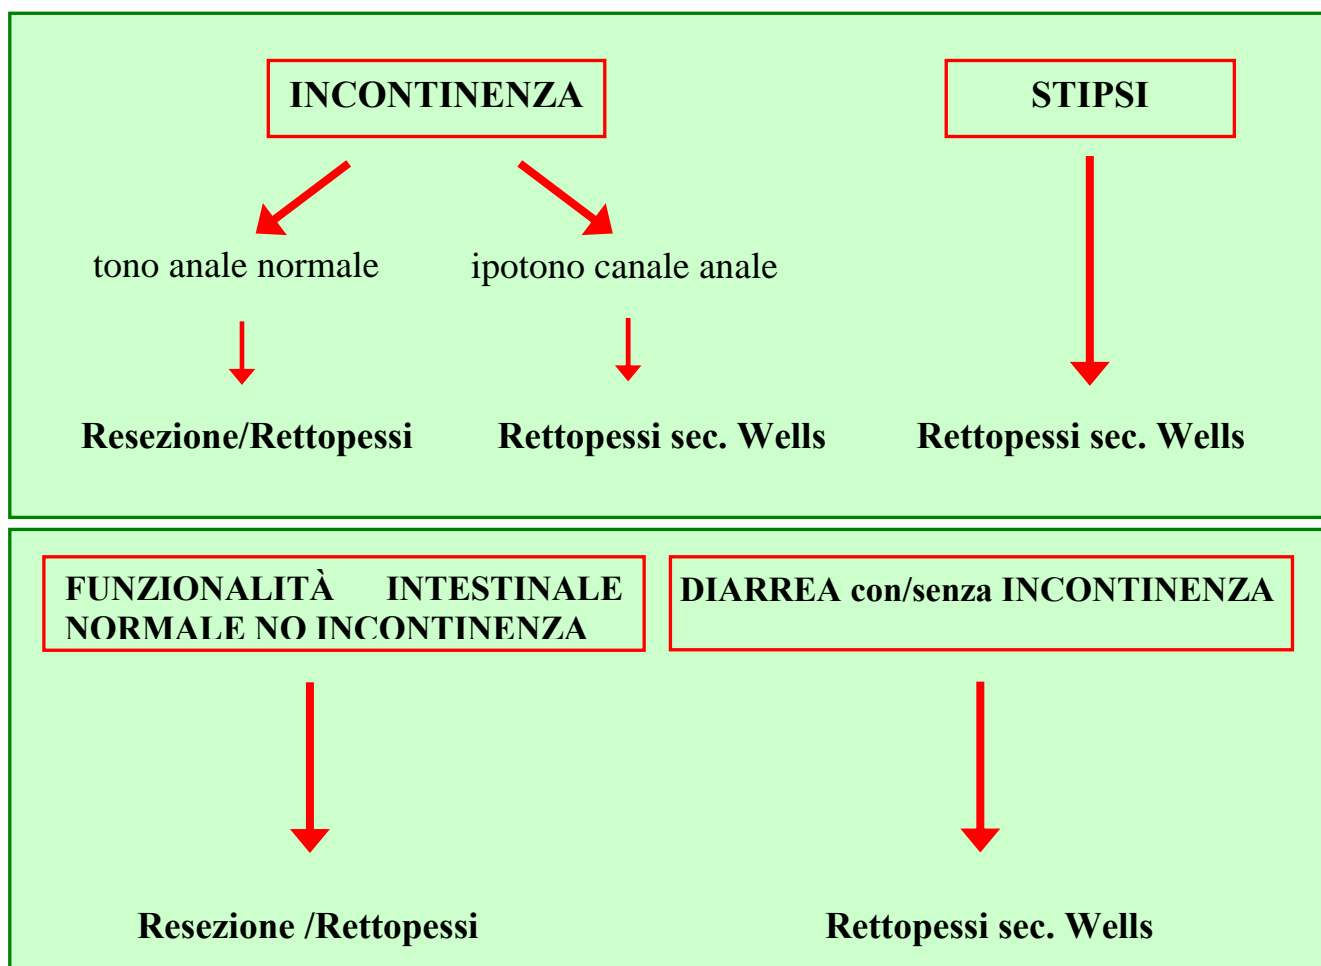 INCONTINENZA
STIPSI
tono anale normale
ipotono canale anale
Resezione/Rettopessi
Rettopessi sec. Wells
Rettopessi sec. Wells
FUNZIONALITÀ INTESTINALE
NORMALE NO INCONTINENZA
DIARREA con/senza INCONTINENZA
Resezione /Rettopessi
Rettopessi sec. Wells